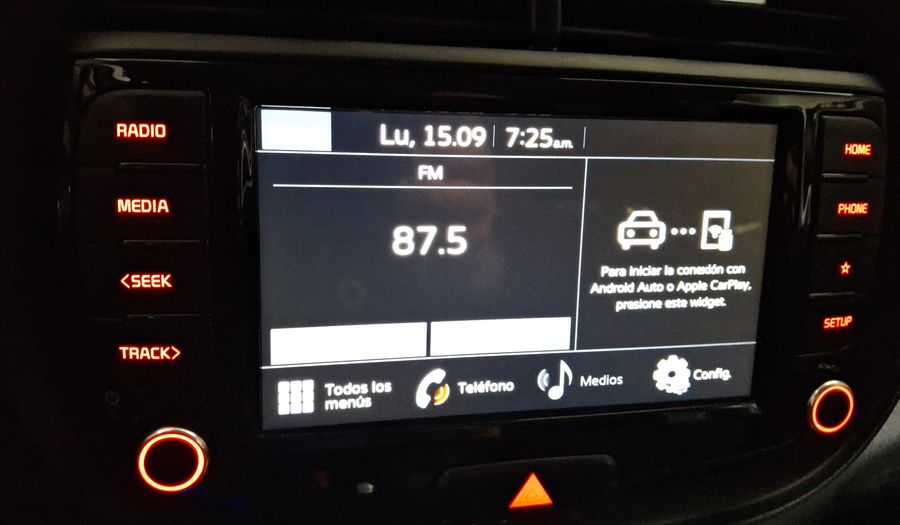 RADIO
MEDIA
<SEEK
TRACK>
Lu, 15.09
7:25a.m.
FM
87.5
Para iniciar la conexión con
Android Auto o Apple CarPlay,
presione este widget.
Todos los
menús
Teléfono
Medios
Config.
HOME
PHONE
SETUP